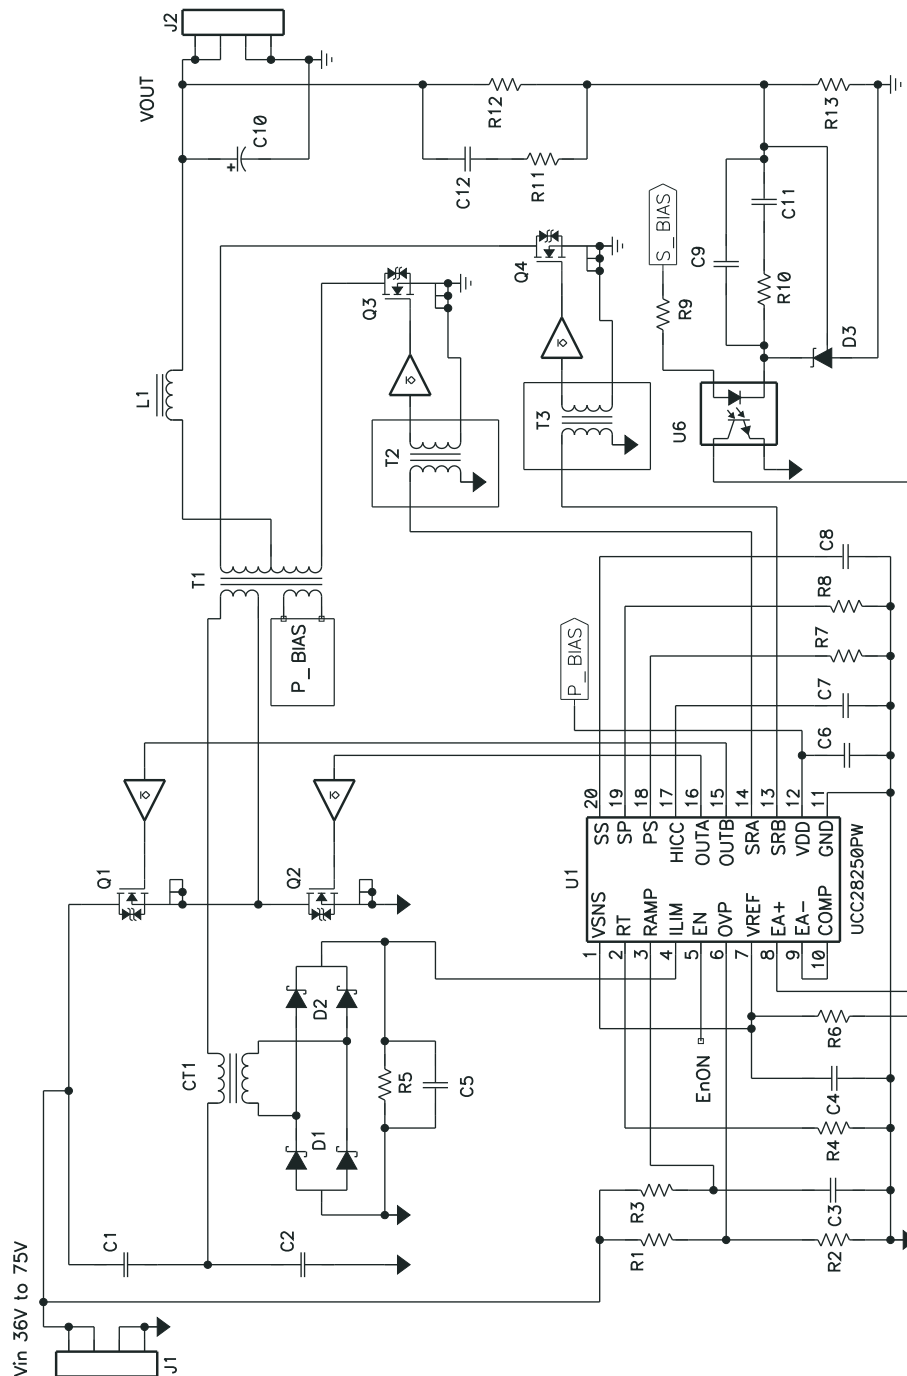 Vin 36V to 75V
J1
C1
C2
CT1
D1
D2
R5
C5
Q1
Q2
T1
P_BIAS
L1
VOUT
J2
C10
T2
Q3
T3
Q4
R12
C12
R11
R13
S_BIAS
R9
C9
R10
C11
D3
U6
P_BIAS
C8
R8
R7
C7
C6
U1
1 VSNS SS 20
2 RT SP 19
3 RAMP PS 18
4 ILIM HICC 17
5 EN OUTA 16
6 OVP OUTB 15
7 VREF SRA 14
8 EA+ SRB 13
9 EA- VDD 12
10 COMP GND 11
UCC28250PW
EnON
R6
C4
R4
R3
C3
R1
R2